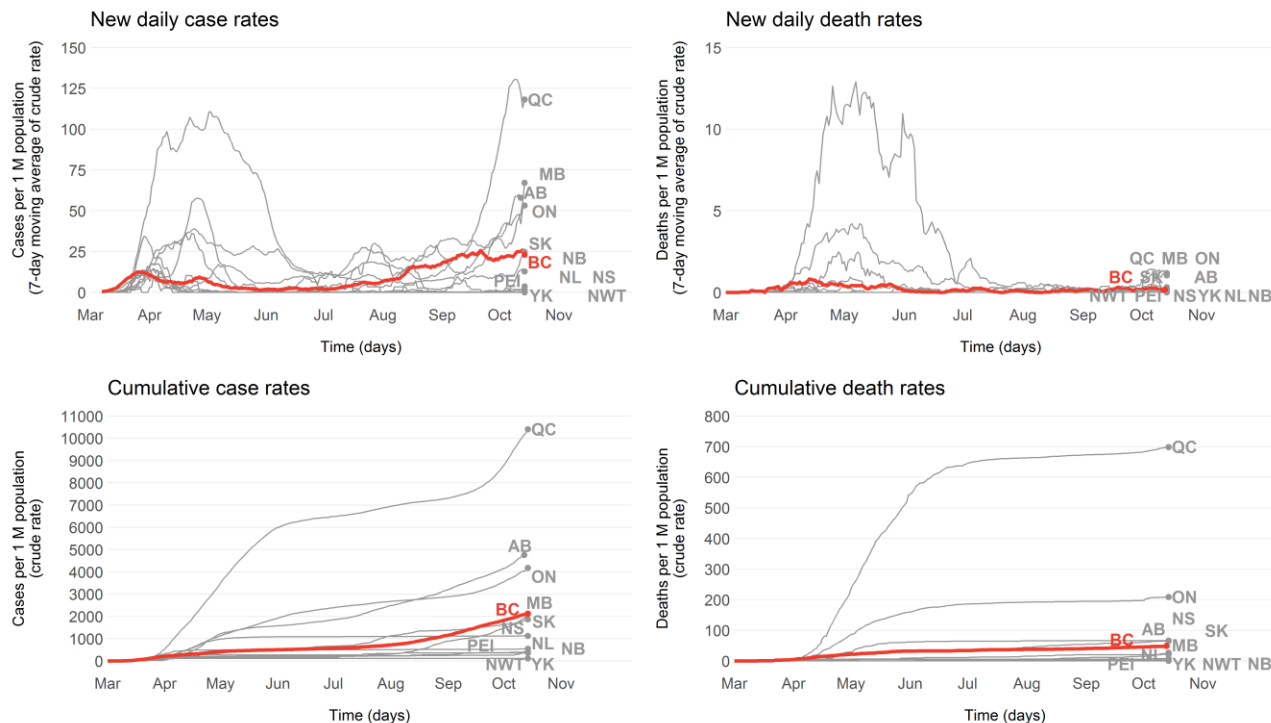 New daily case rates
Cases per 1 M population
(7-day moving average of crude rate)
150
125
100
75
50
25
0
QC
MB
AB
ON
SK
NB
BC
NL NS
PEI
YK NWT
Mar Apr May Jun Jul Aug Sep Oct Nov
Time (days)
New daily death rates
Deaths per 1 M population
(7-day moving average of crude rate)
15
10
5
0
QC MB ON
BC SK AB
NWT PEI NS YK NL NB
Mar Apr May Jun Jul Aug Sep Oct Nov
Time (days)
Cumulative case rates
Cases per 1 M population
(crude rate)
11000
10000
9000
8000
7000
6000
5000
4000
3000
2000
1000
0
QC
AB
ON
MB
BC
SK
NS
NL
NB
PEI
NWT YK
Mar Apr May Jun Jul Aug Sep Oct Nov
Time (days)
Cumulative death rates
Deaths per 1 M population
(crude rate)
800
700
600
500
400
300
200
100
0
QC
ON
NS
AB SK
BC
MB
NL
PEI YK NWT NB
Mar Apr May Jun Jul Aug Sep Oct Nov
Time (days)